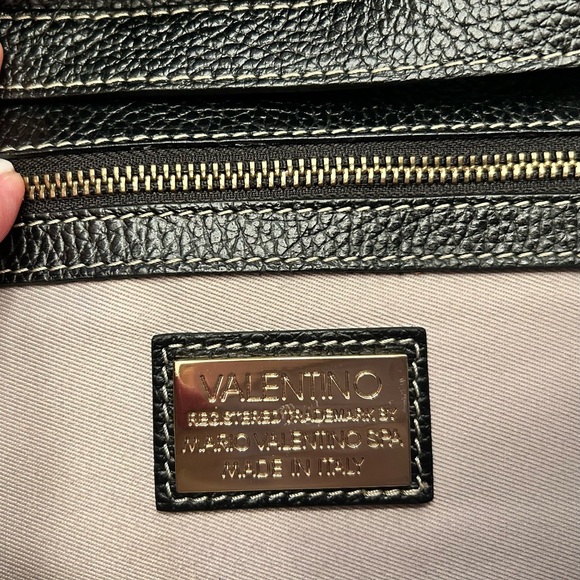 VALENTINO
REGISTERED TRADEMARK BY
MARIO VALENTINO SPA
MADE IN ITALY